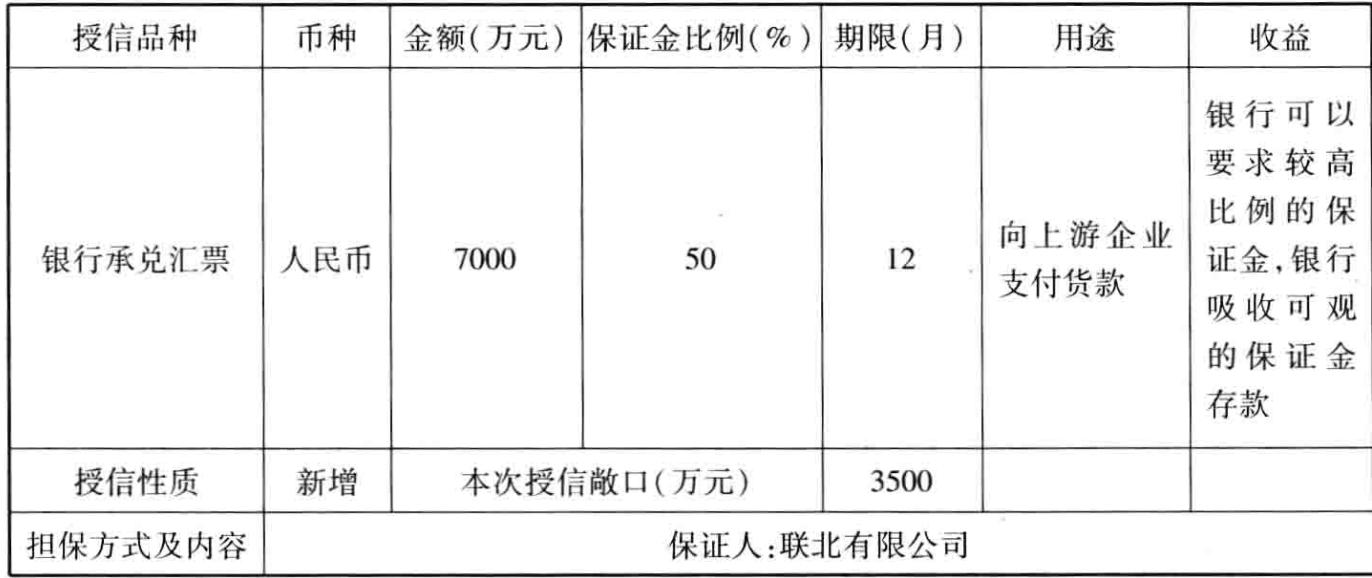 授信品种 币种 金额(万元) 保证金比例(%) 期限(月) 用途 收益
银行承兑汇票 人民币 7000 50 12 向上游企业
支付货款
银行可以
要求较高
比例的保
证金,银行
吸收可观
的保证金
存款
授信性质 新增 本次授信敞口(万元) 3500
担保方式及内容 保证人:联北有限公司